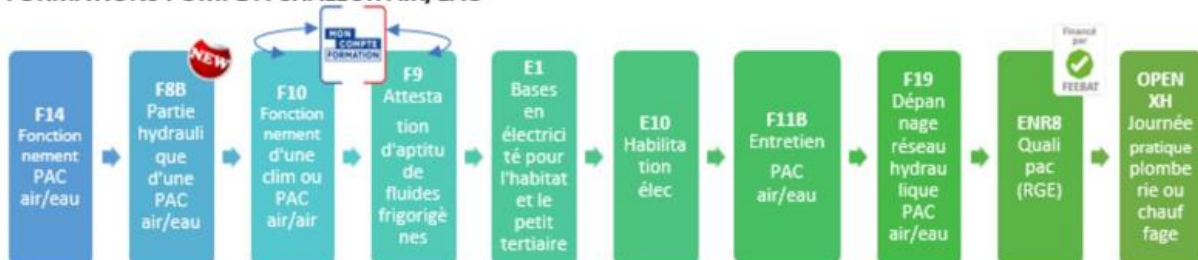 MON
COMPTE
FORMATION
NEW
Financé
par
FEEBAT
F14
Fonction
nement
PAC
air/eau
F8B
Partie
hydrauli
que
d'une
PAC
air/eau
F10
Fonction
nement
d'une
clim ou
PAC
air/air
F9
Attesta
tion
d'aptitu
de
fluides
frigorigè
nes
E1
Bases
en
électrici
té pour
l'habitat
et le
petit
tertiaire
E10
Habilita
tion
élec
F11B
Entretien
PAC
air/eau
F19
Dépan
nage
réseau
hydrau
lique
PAC
air/eau
ENR8
Quali
pac
(RGE)
OPEN
XH
Journée
pratique
plombe
rie ou
chauf
fage